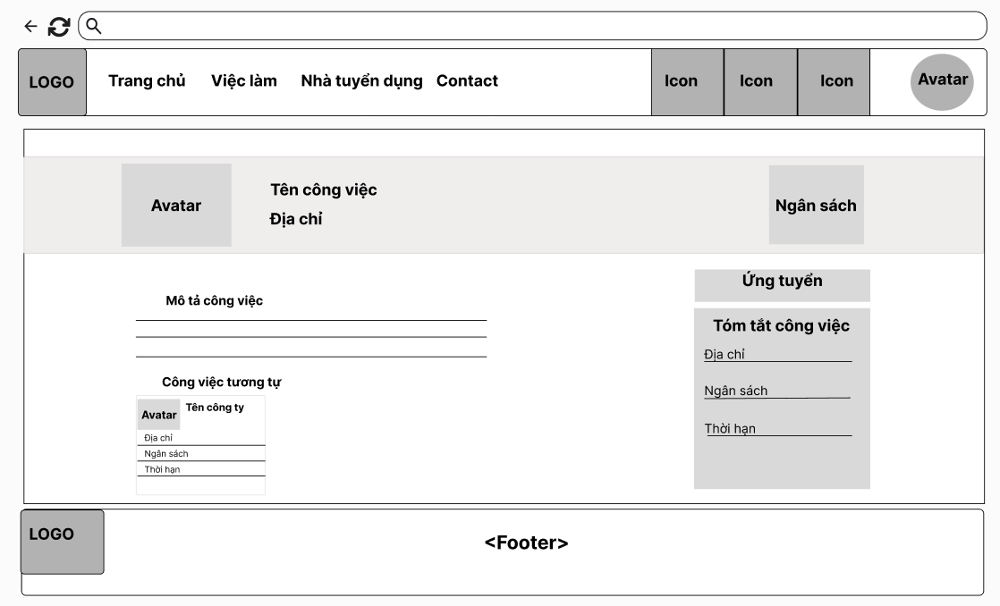 LOGO
Trang chủ
Việc làm
Nhà tuyển dụng
Contact
Icon
Icon
Icon
Avatar
Avatar
Tên công việc
Địa chỉ
Ngân sách
Mô tả công việc
Công việc tương tự
Avatar
Tên công ty
Địa chỉ
Ngân sách
Thời hạn
Ứng tuyển
Tóm tắt công việc
Địa chỉ
Ngân sách
Thời hạn
LOGO
<Footer>